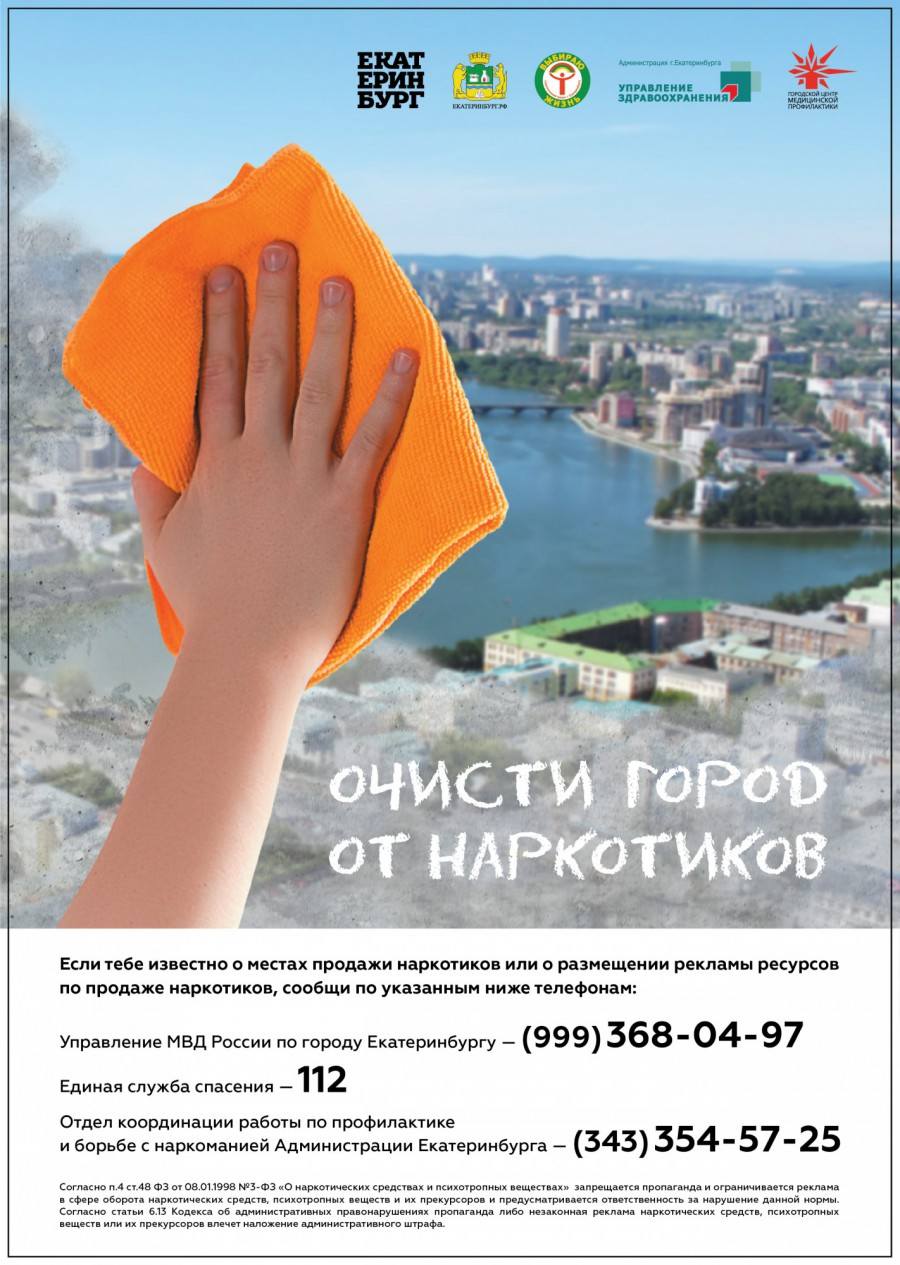 ЕКАТ
ЕРИН
БУРГ
ЕКАТЕРИНБУРГ.РФ
ВЫБИРАЮ
ЖИЗНЬ
Администрация г.Екатеринбурга
УПРАВЛЕНИЕ
ЗДРАВООХРАНЕНИЯ
ГОРОДСКОЙ ЦЕНТР
МЕДИЦИНСКОЙ
ПРОФИЛАКТИКИ
ОЧИСТИ ГОРОД
ОТ НАРКОТИКОВ
Если тебе известно о местах продажи наркотиков или о размещении рекламы ресурсов
по продаже наркотиков, сообщи по указанным ниже телефонам:
Управление МВД России по городу Екатеринбургу – (999) 368-04-97
Единая служба спасения – 112
Отдел координации работы по профилактике
и борьбе с наркоманией Администрации Екатеринбурга – (343) 354-57-25
Согласно п.4 ст.48 ФЗ от 08.01.1998 №3-ФЗ «О наркотических средствах и психотропных веществах» запрещается пропаганда и ограничивается реклама
в сфере оборота наркотических средств, психотропных веществ и их прекурсоров и предусматривается ответственность за нарушение данной нормы.
Согласно статьи 6.13 Кодекса об административных правонарушениях пропаганда либо незаконная реклама наркотических средств, психотропных
веществ или их прекурсоров влечет наложение административного штрафа.